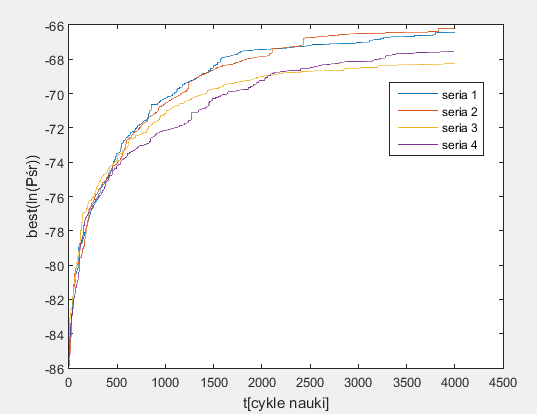 -66
-68
-70
-72
-74
-76
-78
-80
-82
-84
-86
best(ln(Pśr))
seria 1
seria 2
seria 3
seria 4
0 500 1000 1500 2000 2500 3000 3500 4000 4500
t[cykle nauki]